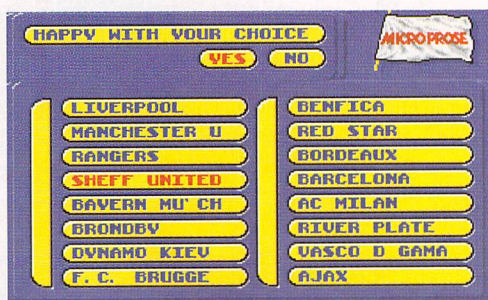 HAPPY WITH YOUR CHOICE
YES NO
MICROPROSE
LIVERPOOL
MANCHESTER U
RANGERS
SHEFF UNITED
BAYERN MU'CH
BRONDBY
DYNAMO KIEV
F.C. BRUGGE
BENFICA
RED STAR
BORDEAUX
BARCELONA
AC MILAN
RIVER PLATE
VASCO D GAMA
AJAX